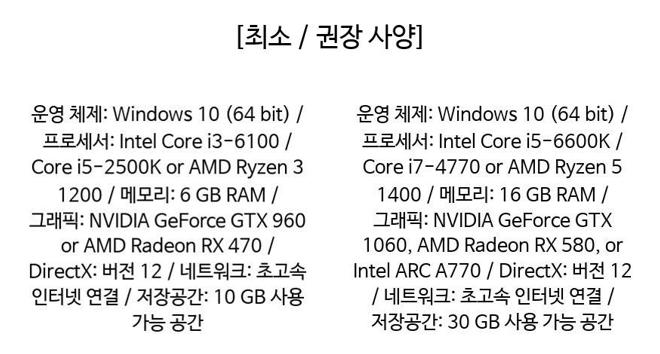 [최소 / 권장 사양]
운영 체제: Windows 10 (64 bit) /
프로세서: Intel Core i3-6100 /
Core i5-2500K or AMD Ryzen 3
1200 / 메모리: 6 GB RAM /
그래픽: NVIDIA GeForce GTX 960
or AMD Radeon RX 470 /
DirectX: 버전 12 / 네트워크: 초고속
인터넷 연결 / 저장공간: 10 GB 사용
가능 공간
운영 체제: Windows 10 (64 bit) /
프로세서: Intel Core i5-6600K /
Core i7-4770 or AMD Ryzen 5
1400 / 메모리: 16 GB RAM /
그래픽: NVIDIA GeForce GTX
1060, AMD Radeon RX 580, or
Intel ARC A770 / DirectX: 버전 12
/ 네트워크: 초고속 인터넷 연결 /
저장공간: 30 GB 사용 가능 공간